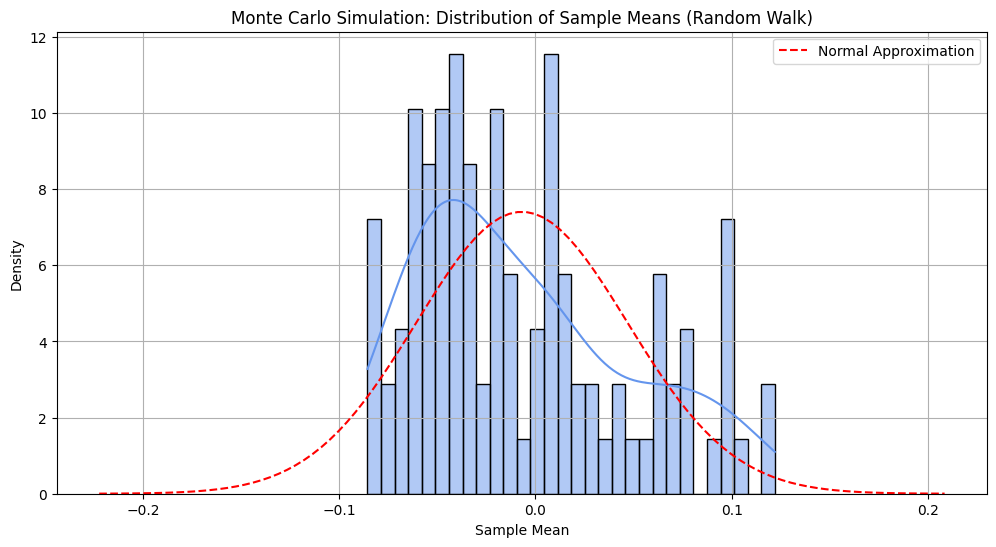 Monte Carlo Simulation: Distribution of Sample Means (Random Walk)
Normal Approximation
12
10
8
6
4
2
0
Density
−0.2 −0.1 0.0 0.1 0.2
Sample Mean